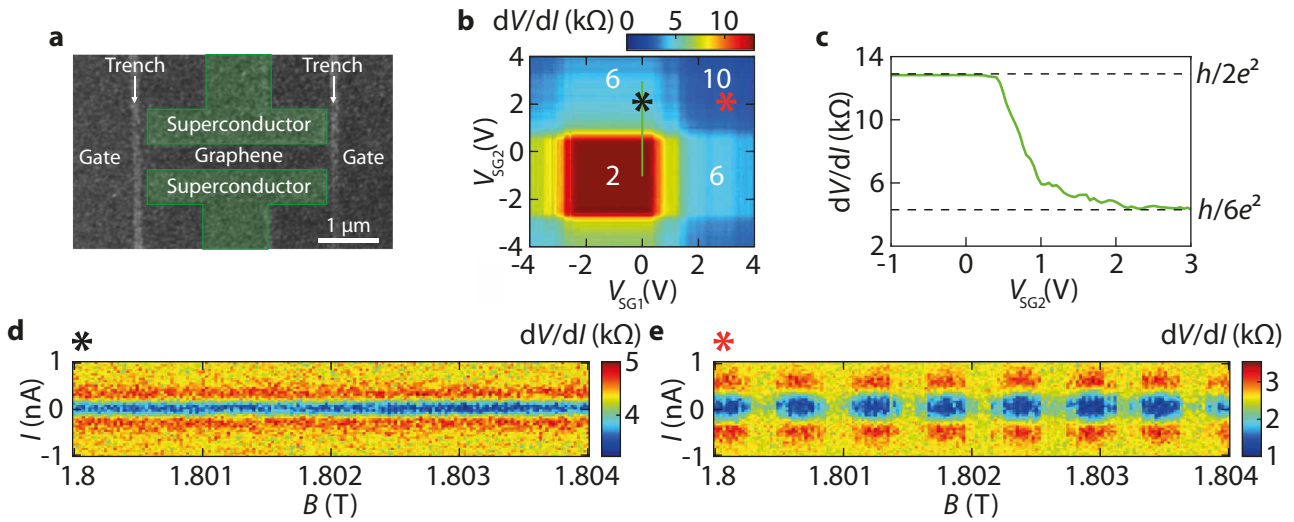 a
Trench
Trench
Superconductor
Gate
Graphene
Gate
Superconductor
1 μm
b
dV/dI (kΩ)
0
5
10
4
2
0
-2
-4
V_SG2(V)
6
10
*
*
2
6
-4
-2
0
2
4
V_SG1(V)
c
14
12
10
8
6
4
2
dV/dI (kΩ)
h/2e²
h/6e²
-1
0
1
2
3
V_SG2(V)
d
*
dV/dI (kΩ)
1
0
-1
I (nA)
5
4
1.8
1.801
1.802
1.803
1.804
B (T)
e
*
dV/dI (kΩ)
1
0
-1
I (nA)
3
2
1
1.8
1.801
1.802
1.803
1.804
B (T)